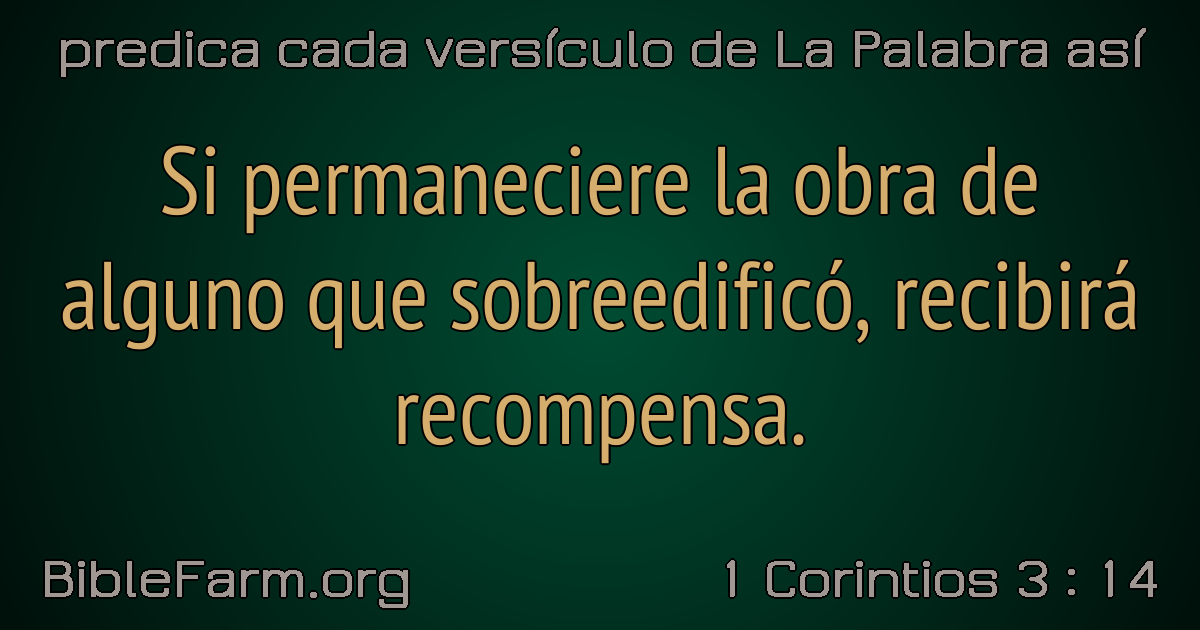 predica cada versículo de La Palabra así
Si permaneciere la obra de
alguno que sobreedificó, recibirá
recompensa.
BibleFarm.org
1 Corintios 3 : 14